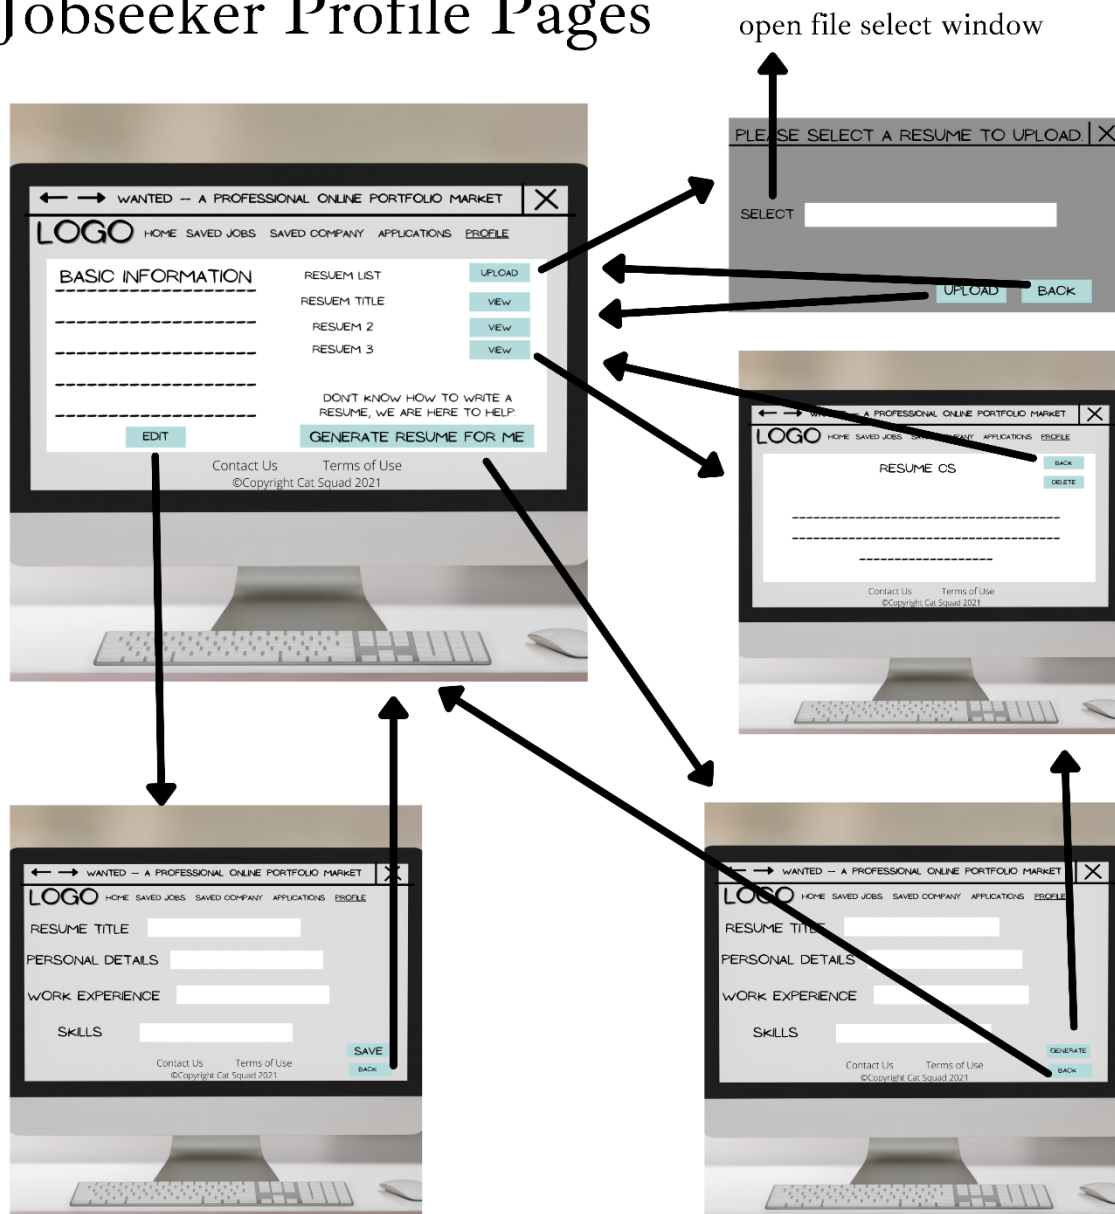 Jobseeker Profile Pages
open file select window
WANTED -- A PROFESSIONAL ONLINE PORTFOLIO MARKET
LOGO HOME SAVED JOBS SAVED COMPANY APPLICATIONS PROFILE
BASIC INFORMATION
EDIT
RESUEM LIST UPLOAD
RESUEM TITLE VIEW
RESUEM 2 VIEW
RESUEM 3 VIEW
DON'T KNOW HOW TO WRITE A
RESUME, WE ARE HERE TO HELP.
GENERATE RESUME FOR ME
Contact Us Terms of Use
©Copyright Cat Squad 2021
PLEASE SELECT A RESUME TO UPLOAD. X
SELECT
UPLOAD BACK
WANTED -- A PROFESSIONAL ONLINE PORTFOLIO MARKET
LOGO HOME SAVED JOBS SAVED COMPANY APPLICATIONS PROFILE
RESUME CS
BACK
DELETE
Contact Us Terms of Use
©Copyright Cat Squad 2021
WANTED -- A PROFESSIONAL ONLINE PORTFOLIO MARKET
LOGO HOME SAVED JOBS SAVED COMPANY APPLICATIONS PROFILE
RESUME TITLE
PERSONAL DETAILS
WORK EXPERIENCE
SKILLS
SAVE
BACK
Contact Us Terms of Use
©Copyright Cat Squad 2021
WANTED -- A PROFESSIONAL ONLINE PORTFOLIO MARKET
LOGO HOME SAVED JOBS SAVED COMPANY APPLICATIONS PROFILE
RESUME TITLE
PERSONAL DETAILS
WORK EXPERIENCE
SKILLS
GENERATE
BACK
Contact Us Terms of Use
©Copyright Cat Squad 2021